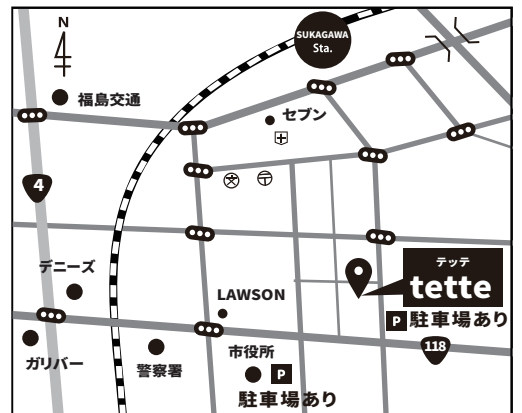 N
SUKAGAWA
Sta.
福島交通
セブン
4
デニーズ
LAWSON
テッテ
tette
P 駐車場あり
118
ガリバー
警察署
市役所
P
駐車場あり